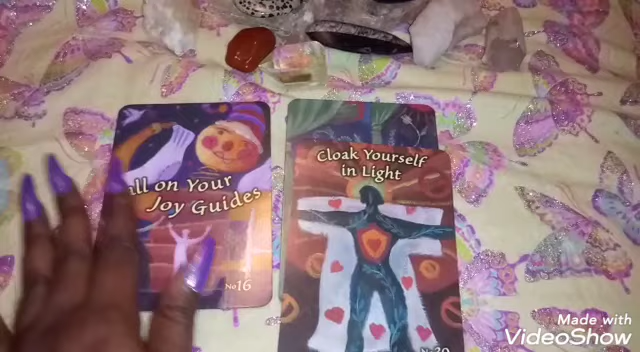 all on Your
Joy Guides
No16
Cloak Yourself
in Light
Made with
VideoShow